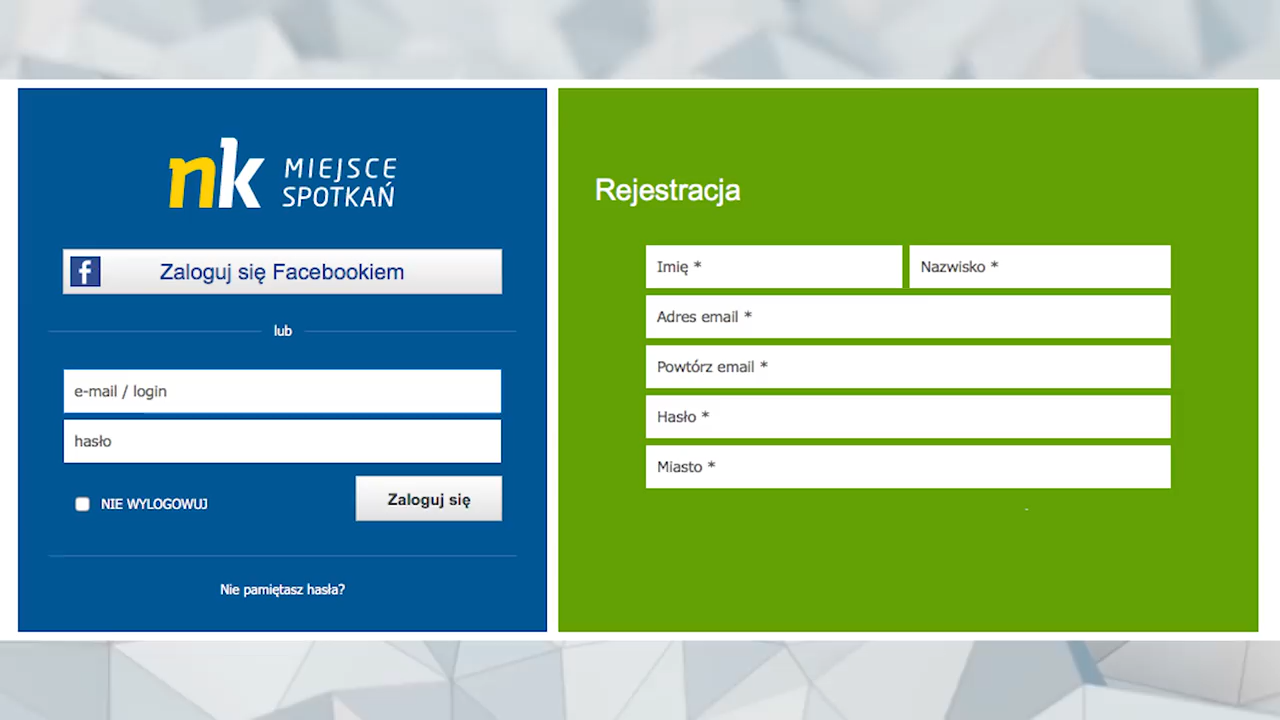 nk MIEJSCE
SPOTKAŃ
f Zaloguj się Facebookiem
lub
e-mail / login
hasło
NIE WYLOGOWUJ
Zaloguj się
Nie pamiętasz hasła?
Rejestracja
Imię * Nazwisko *
Adres email *
Powtórz email *
Hasło *
Miasto *